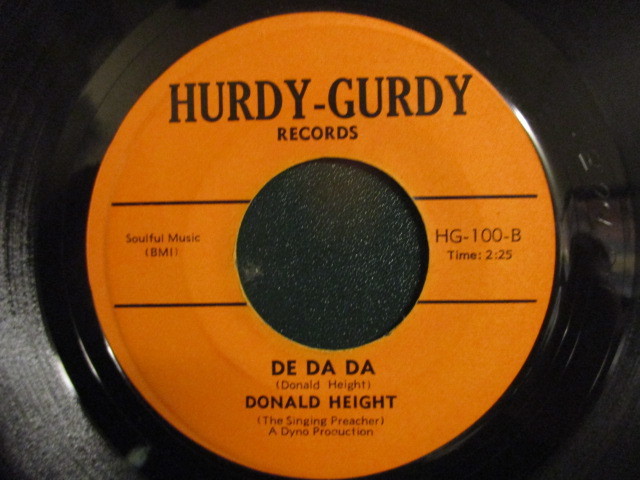 HURDY-GURDY
RECORDS
Soulful Music
(BMI)
HG-100-B
Time: 2:25
DE DA DA
(Donald Height)
DONALD HEIGHT
(The Singing Preacher)
A Dyno Production